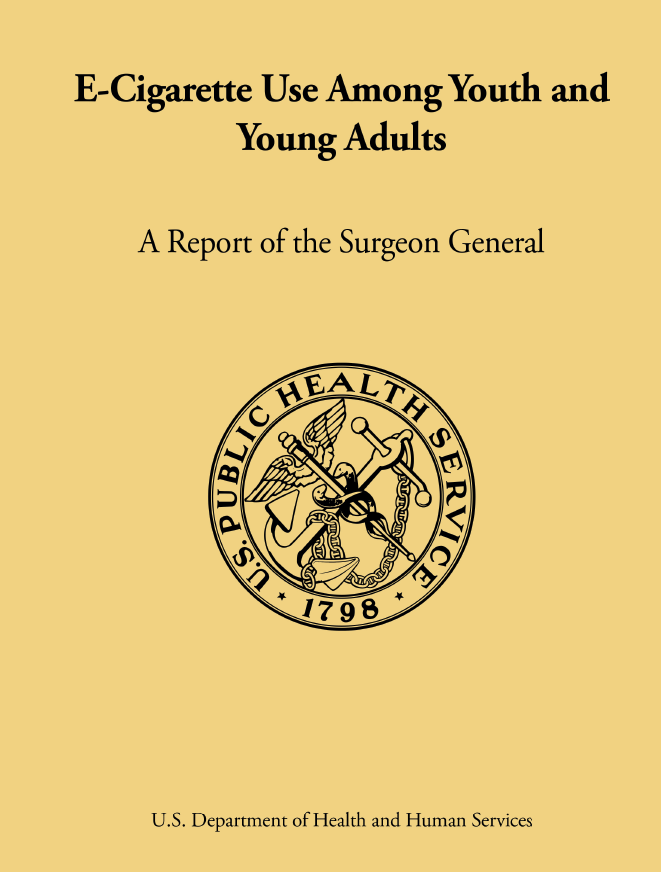 E-Cigarette Use Among Youth and
Young Adults
A Report of the Surgeon General
U.S. PUBLIC HEALTH SERVICE
1798
U.S. Department of Health and Human Services